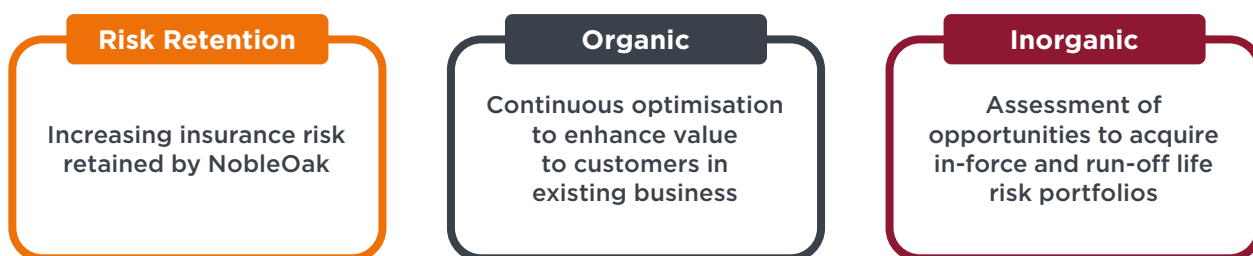 Risk Retention
Increasing insurance risk
retained by NobleOak
Organic
Continuous optimisation
to enhance value
to customers in
existing business
Inorganic
Assessment of
opportunities to acquire
in-force and run-off life
risk portfolios